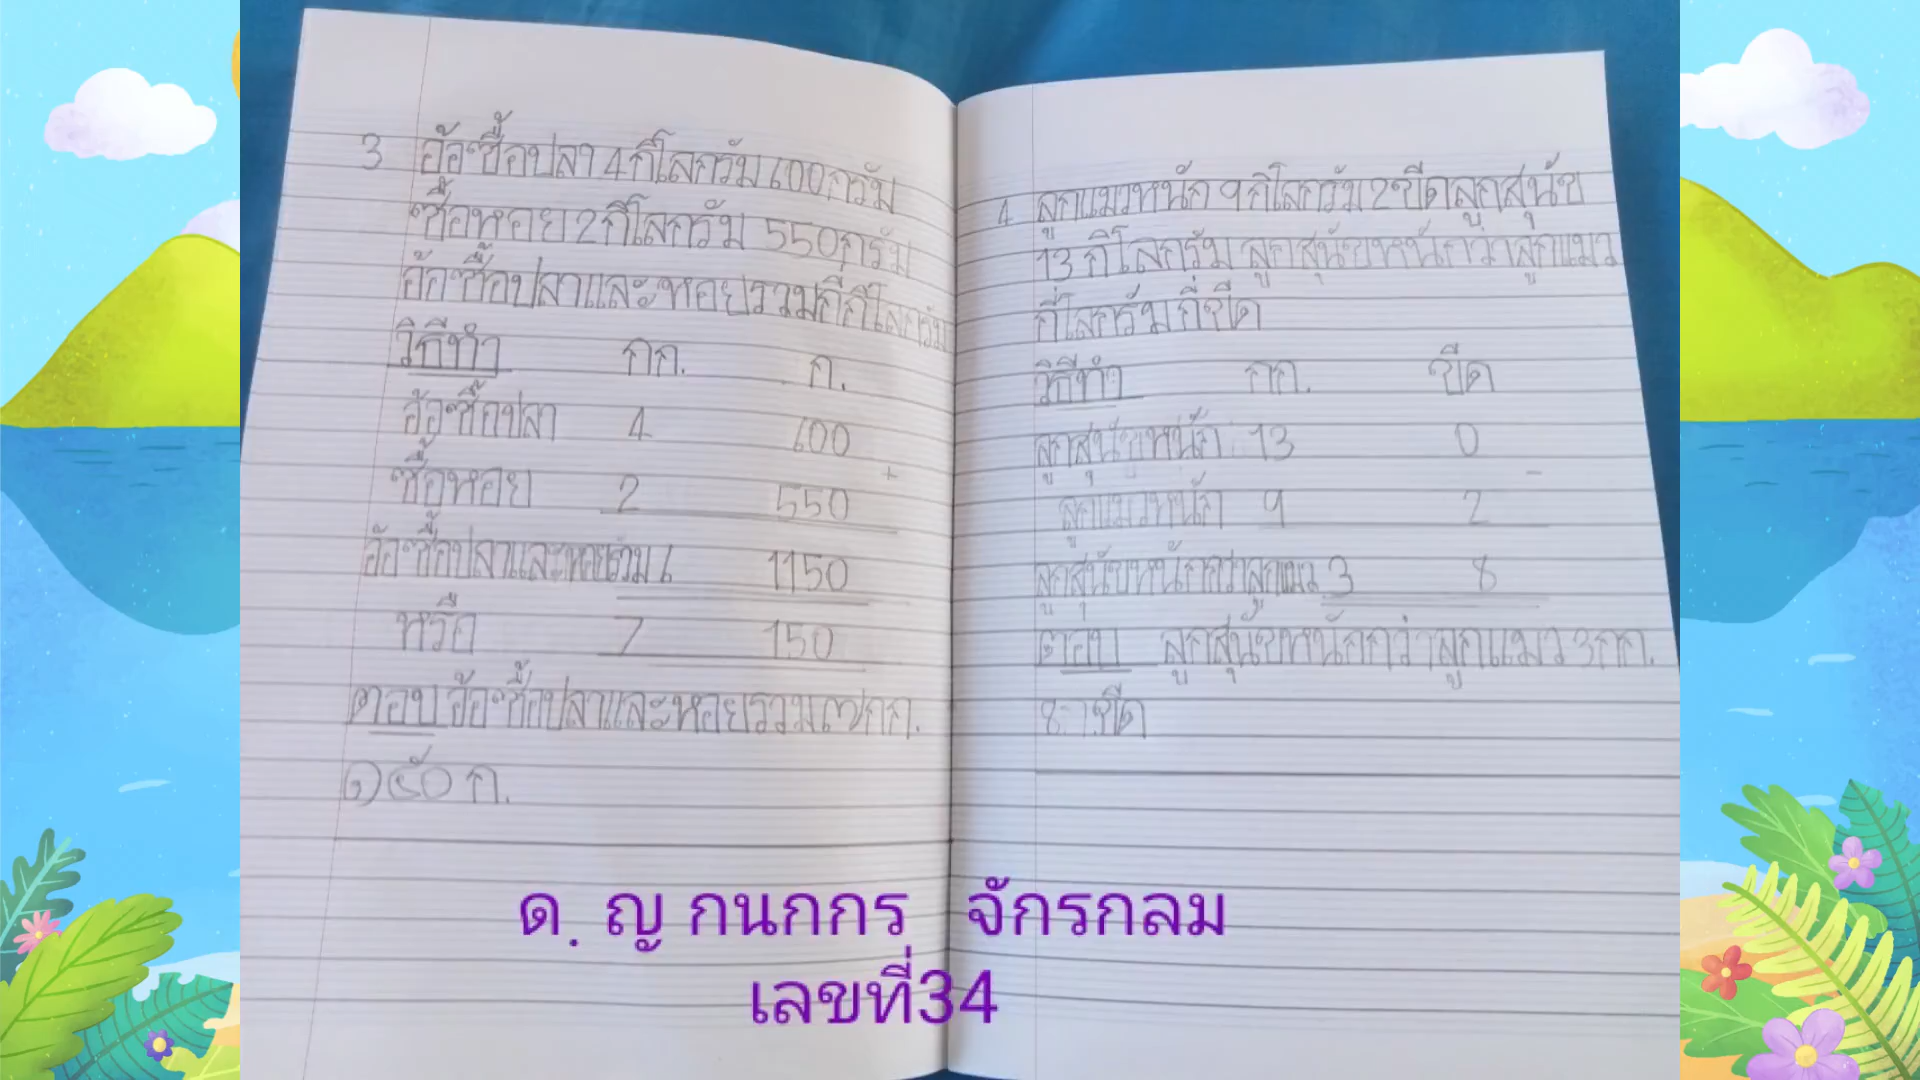 3 อ้อซื้อปลา 4 กิโลกรัม 600 กรัม
ซื้อหอย 2 กิโลกรัม 550 กรัม
อ้อซื้อปลาและหอยรวมกี่กิโลกรัม
วิธีทำ กก. ก.
อ้อซื้อปลา 4 600
+
ซื้อหอย 2 550
อ้อซื้อปลาและหอยรวม 6 1150
หรือ 7 150
ตอบ อ้อซื้อปลาและหอยรวม ๗ กก.
๑๕๐ ก.
4 ลูกแมวหนัก 9 กิโลกรัม 2 ขีดลูกสุนัข
13 กิโลกรัม ลูกสุนัขหนักกว่าลูกแมว
กี่โลกรัม กี่ขีด
วิธีทำ กก. ขีด
ลูกสุนัขหนัก 13 0
-
ลูกแมวหนัก 9 2
ลูกสุนัขหนักกว่าลูกแมว 3 8
ตอบ ลูกสุนัขหนักกว่าลูกแมว 3 กก.
8 ขีด
ด. ญ กนกกร จักรกลม
เลขที่34